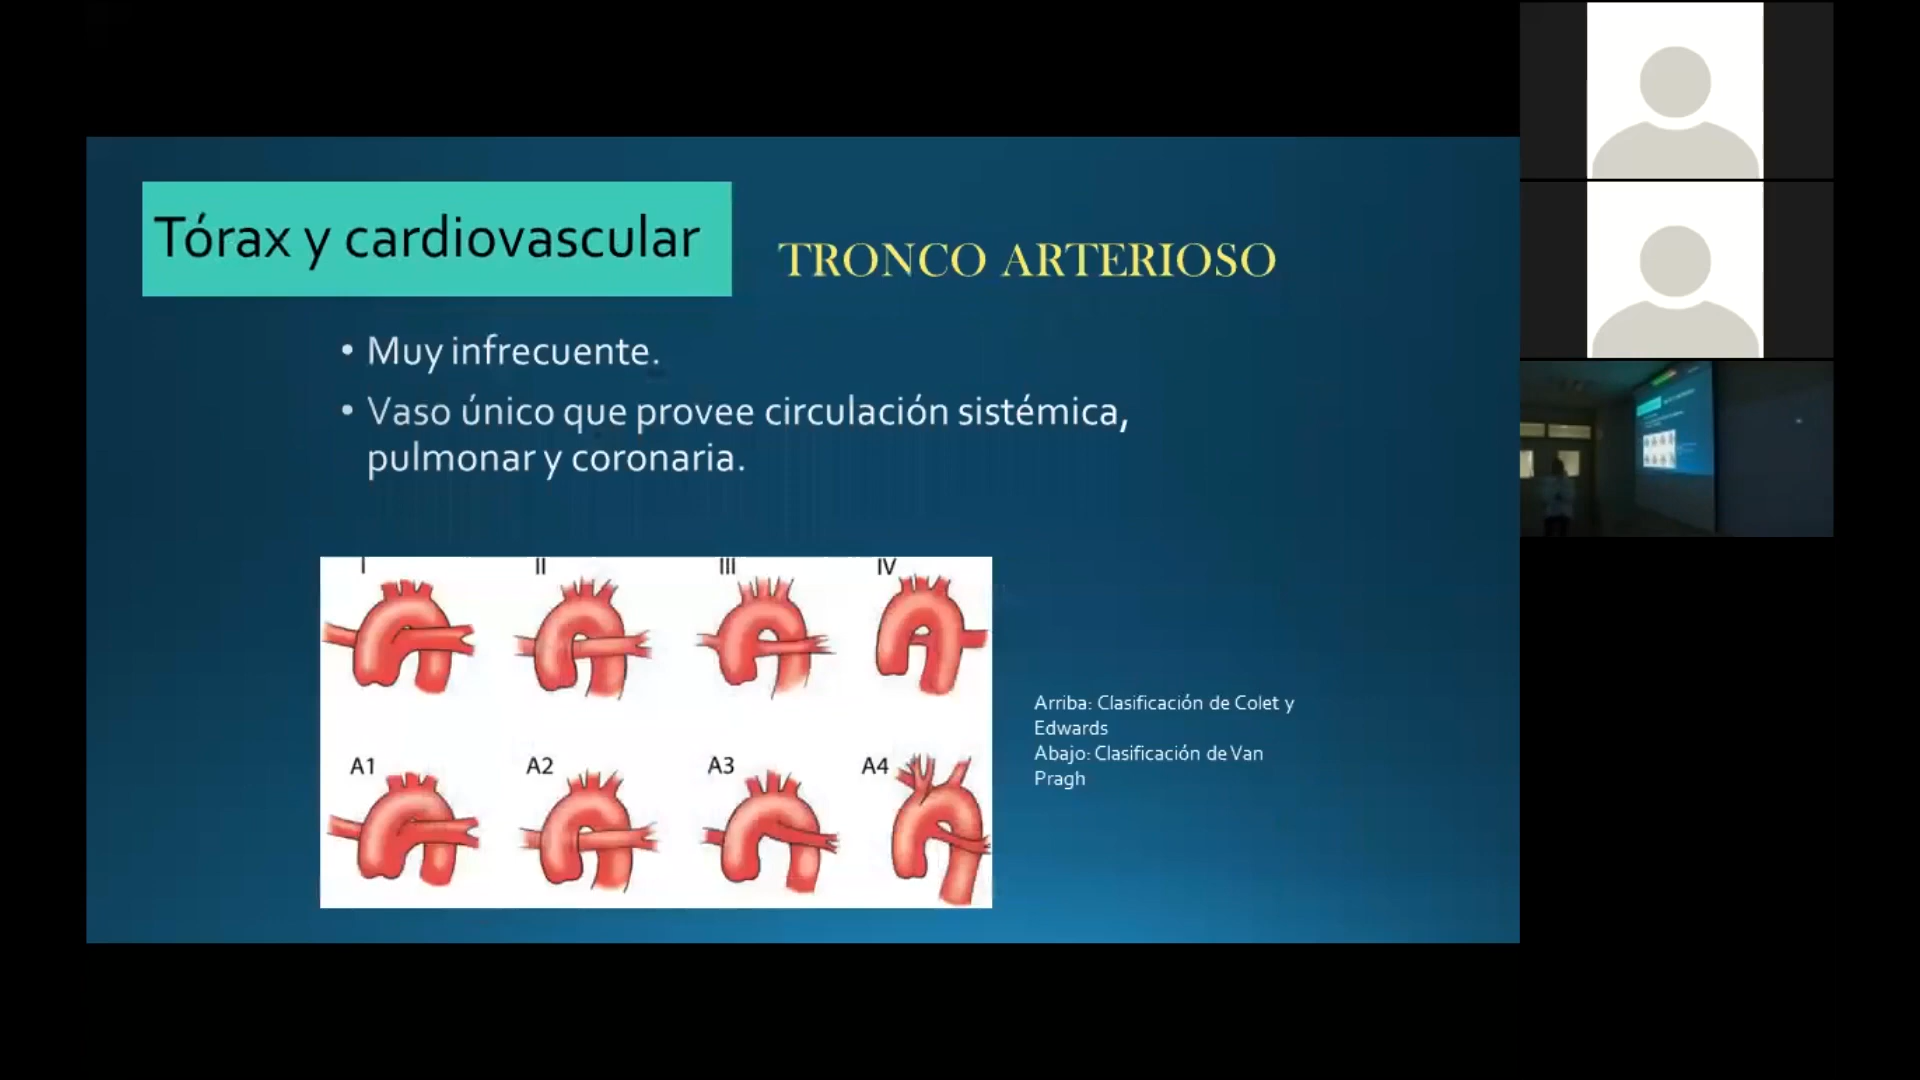 Tórax y cardiovascular
TRONCO ARTERIOSO
• Muy infrecuente.
• Vaso único que provee circulación sistémica,
pulmonar y coronaria.
I II III IV
A1 A2 A3 A4
Arriba: Clasificación de Colet y
Edwards
Abajo: Clasificación de Van
Pragh